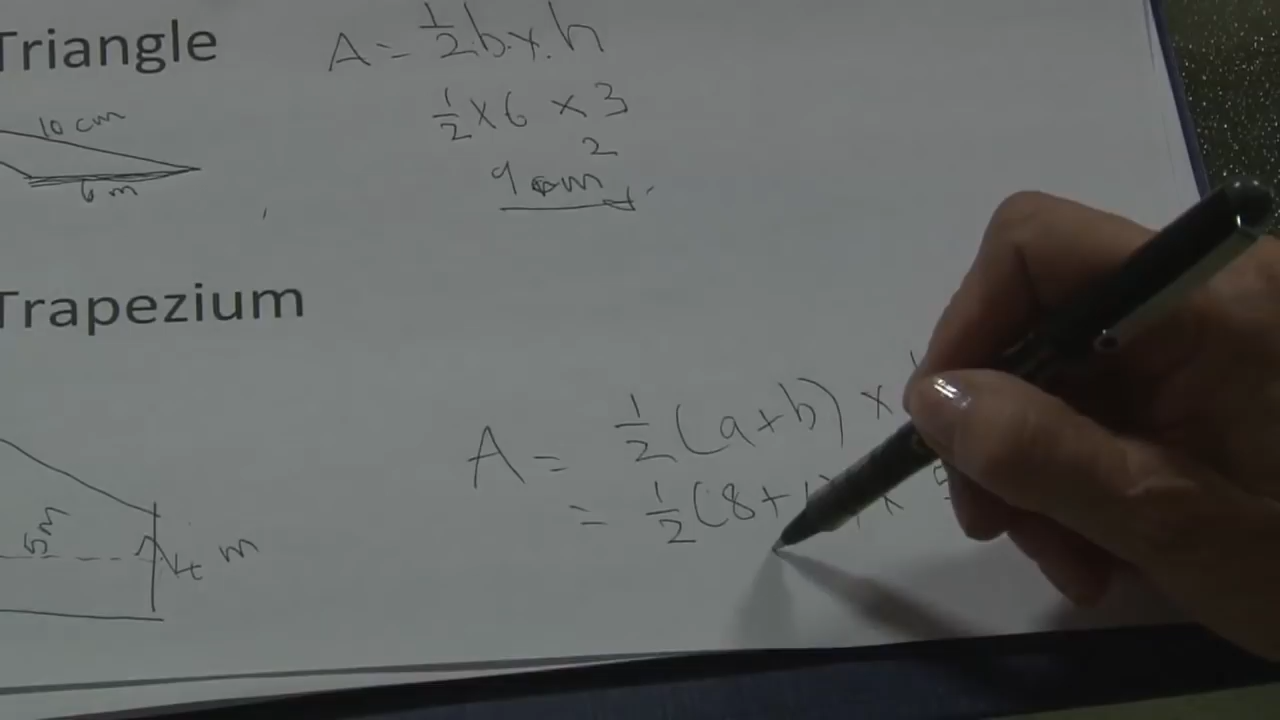 Triangle
A = 1/2 b x h
1/2 x 6 x 3
9 cm²
10 cm
6 m
Trapezium
A = 1/2 (a+b) x
= 1/2 (8+
5m
4 m